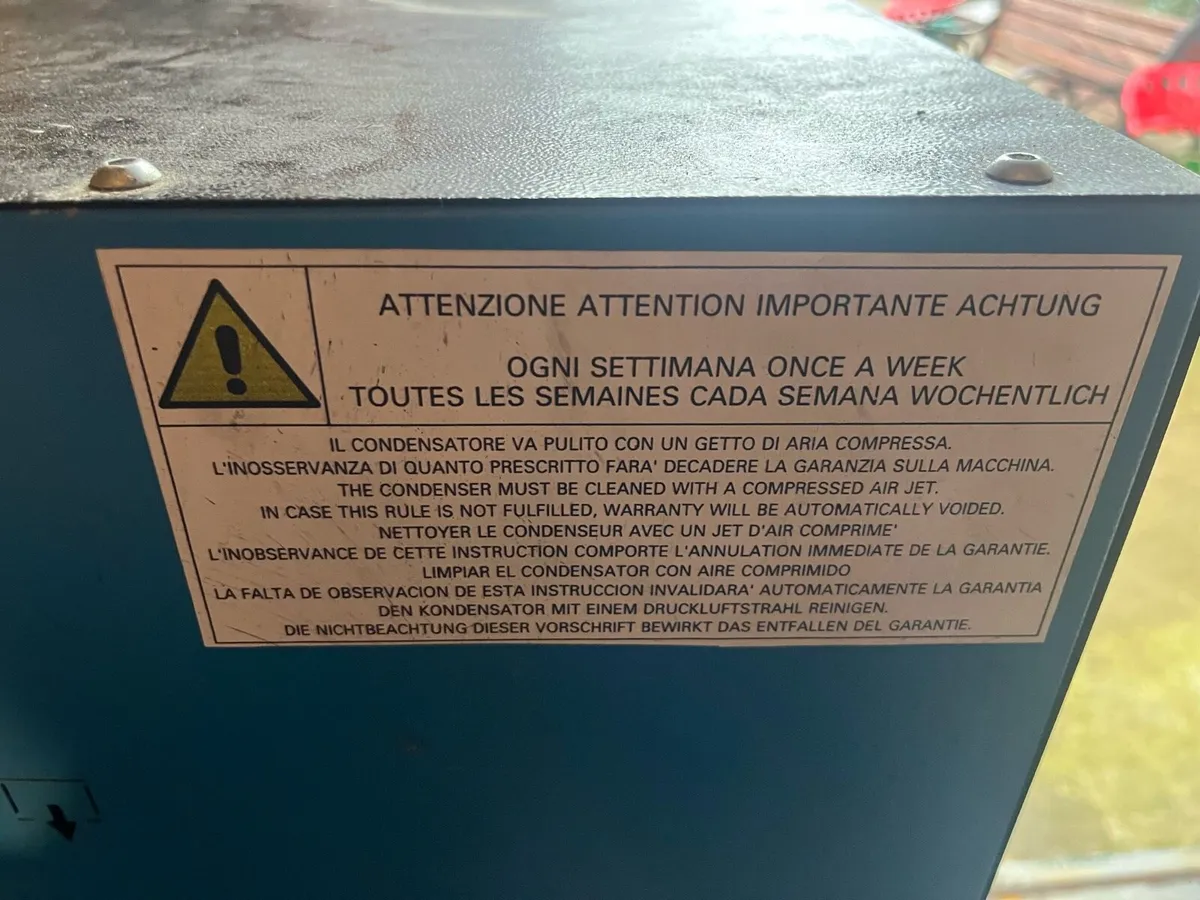 ATTENZIONE ATTENTION IMPORTANTE ACHTUNG
OGNI SETTIMANA ONCE A WEEK
TOUTES LES SEMAINES CADA SEMANA WOCHENTLICH
IL CONDENSATORE VA PULITO CON UN GETTO DI ARIA COMPRESSA.
L'INOSSERVANZA DI QUANTO PRESCRITTO FARA' DECADERE LA GARANZIA SULLA MACCHINA.
THE CONDENSER MUST BE CLEANED WITH A COMPRESSED AIR JET.
IN CASE THIS RULE IS NOT FULFILLED, WARRANTY WILL BE AUTOMATICALLY VOIDED.
NETTOYER LE CONDENSEUR AVEC UN JET D'AIR COMPRIME'
L'INOBSERVANCE DE CETTE INSTRUCTION COMPORTE L'ANNULATION IMMEDIATE DE LA GARANTIE.
LIMPIAR EL CONDENSATOR CON AIRE COMPRIMIDO
LA FALTA DE OBSERVACION DE ESTA INSTRUCCION INVALIDARA' AUTOMATICAMENTE LA GARANTIA
DEN KONDENSATOR MIT EINEM DRUCKLUFTSTRAHL REINIGEN.
DIE NICHTBEACHTUNG DIESER VORSCHRIFT BEWIRKT DAS ENTFALLEN DEL GARANTIE.